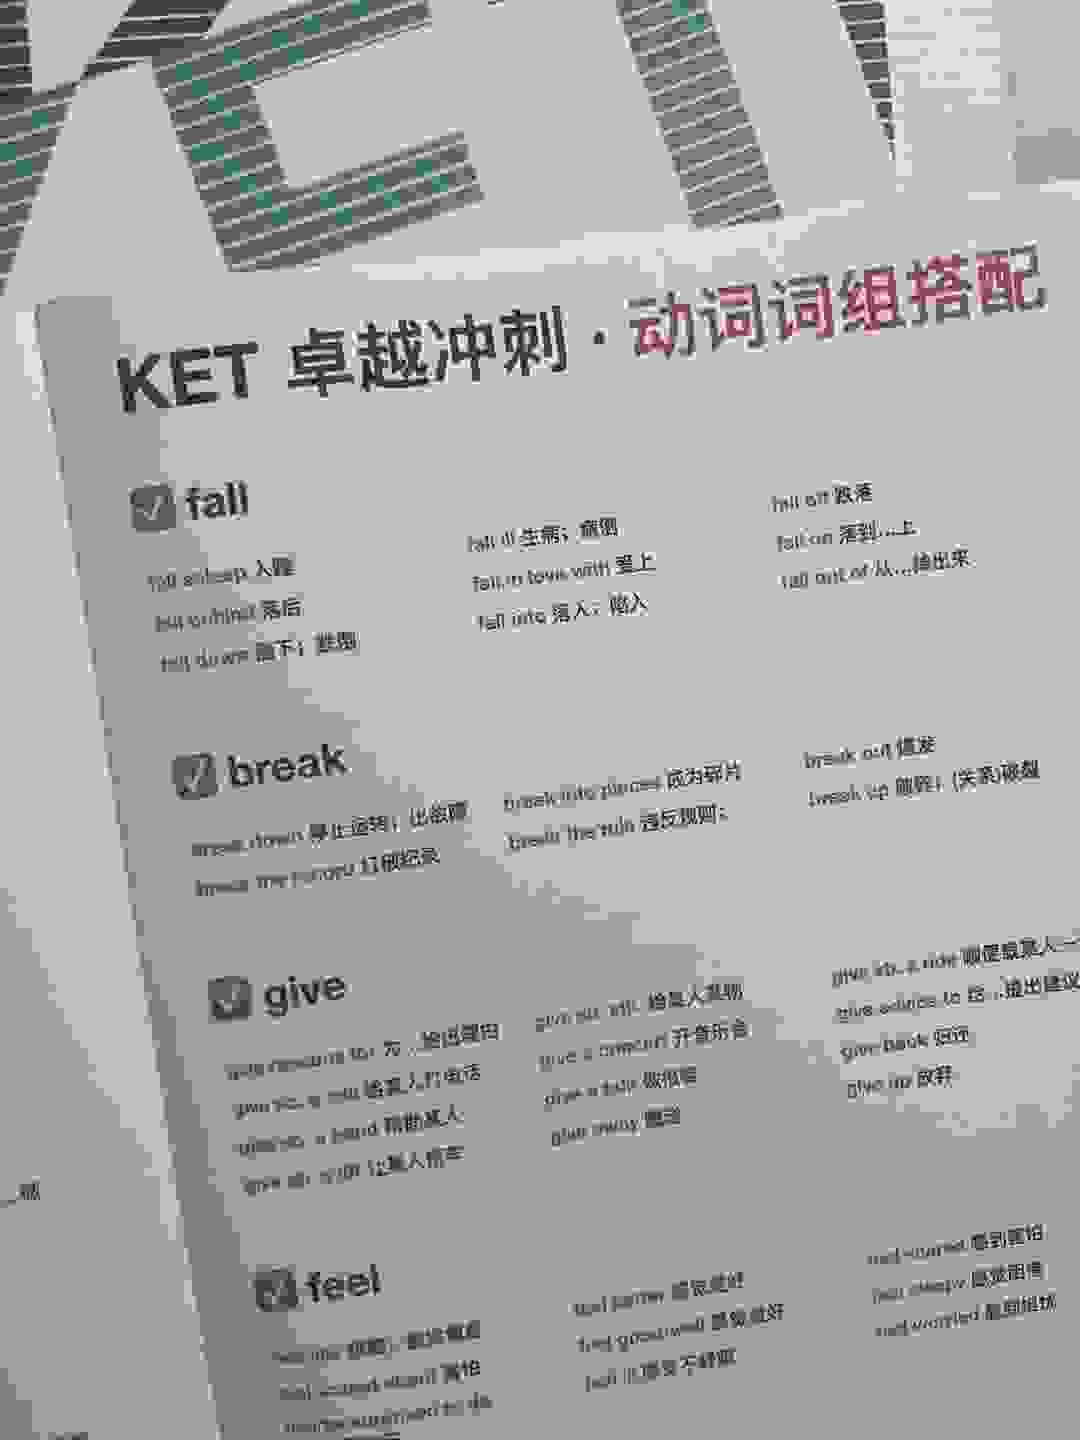 KET 卓越冲刺·动词词组搭配
fall
fall asleep 入睡
fall behind 落后
fall down 落下；跌倒
fall ill 生病；病倒
fall in love with 爱上
fall into 落入；陷入
fall off 跌落
fall on 落到…上
fall out of 从…掉出来
break
break down 停止运转；出故障
break the record 打破纪录
break into pieces 成为碎片
break the rule 违反规则；
break out 爆发
break up (关系)破裂
give
give reasons for 为…给出理由
give sb. a call 给某人打电话
give sb. a hand 帮助某人
give sb. 让某人搭车
give sb. sth. 给某人某物
give a concert 开音乐会
give a talk 做报告
give away 赠送
give sb. a ride 顺便载某人一
give advice to 给…提出建议
give back 归还
give up 放弃
feel
feel like
feel scared about 害怕
feel better 感觉更好
feel good/well 感觉良好
feel ill 感觉不舒服
feel scared 感到害怕
feel sleepy 感觉困倦
feel worried 感到担忧